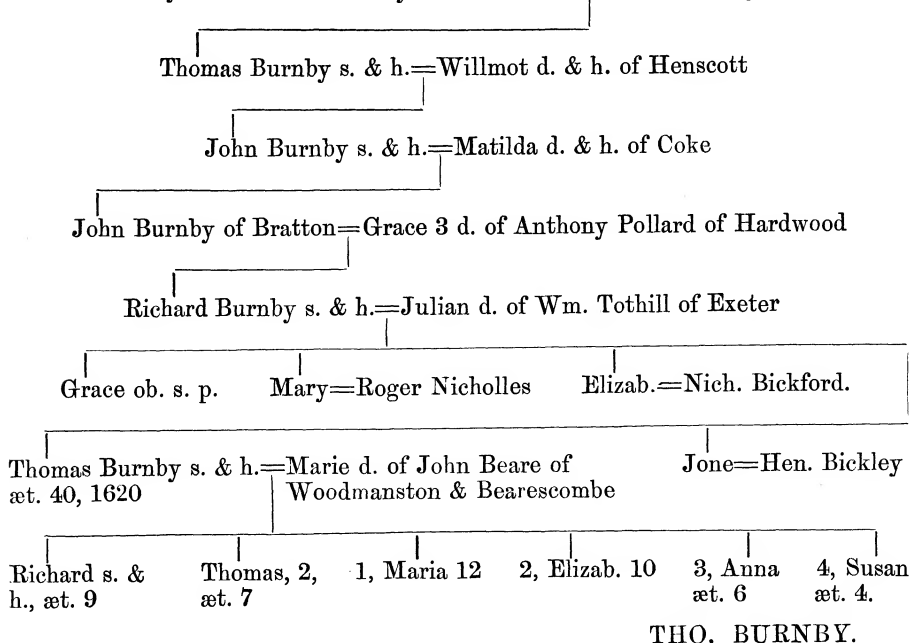 Thomas Burnby s. & h.=Willmot d. & h. of Henscott
John Burnby s. & h.=Matilda d. & h. of Coke
John Burnby of Bratton=Grace 3 d. of Anthony Pollard of Hardwood
Richard Burnby s. & h.=Julian d. of Wm. Tothill of Exeter
Grace ob. s. p. Mary=Roger Nicholles Elizab.=Nich. Bickford.
Thomas Burnby s. & h.=Marie d. of John Beare of Jone=Hen. Bickley
æt. 40, 1620 Woodmanston & Bearescombe
Richard s. & Thomas, 2, 1, Maria 12 2, Elizab. 10 3, Anna 4, Susan
h., æt. 9 æt. 7 æt. 6 æt. 4.
THO. BURNBY.